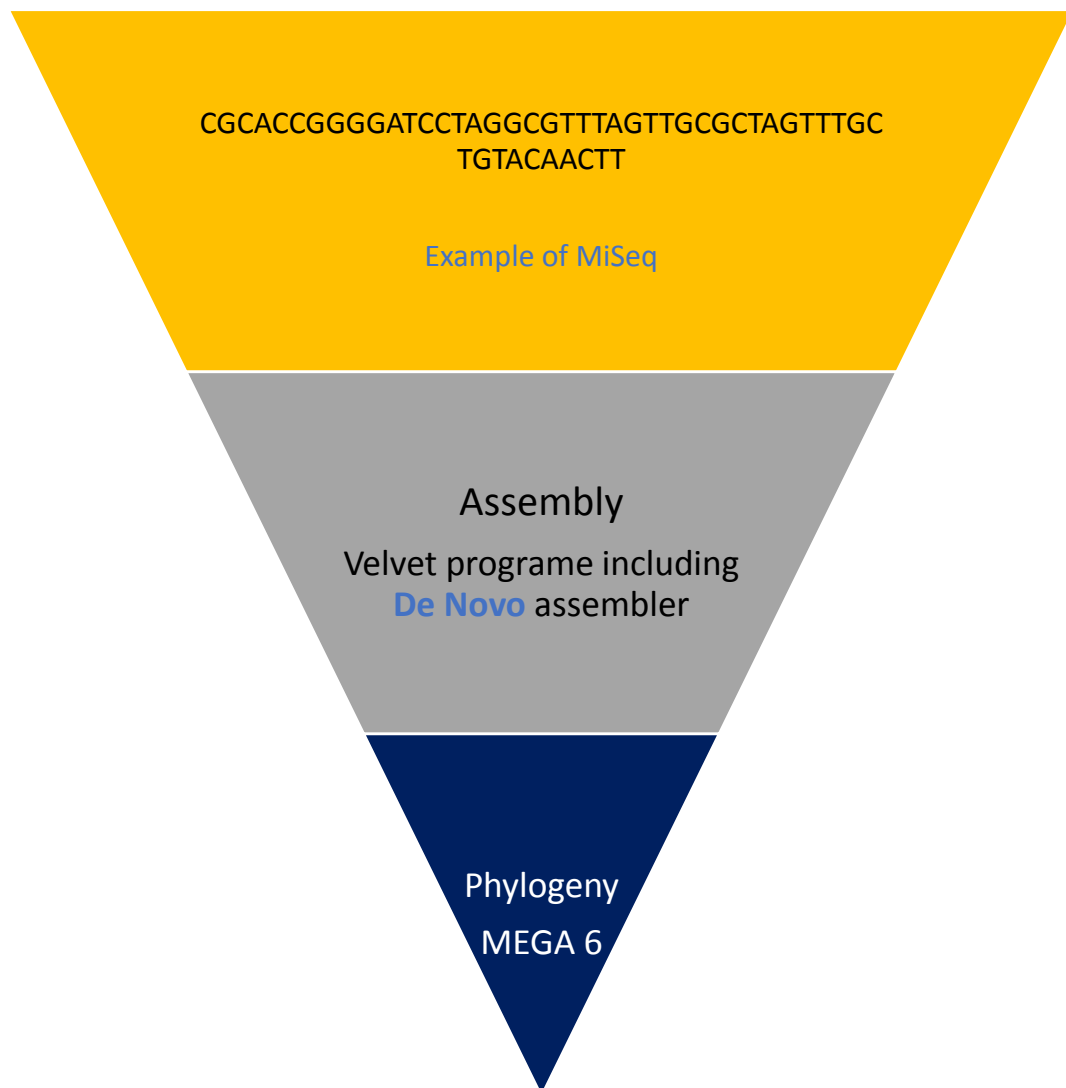 CGCACCGGGGATCCTAGGCGTTTAGTTGCGCTAGTTTGC
TGTACAACTT
Example of MiSeq
Assembly
Velvet programe including
De Novo assembler
Phylogeny
MEGA 6